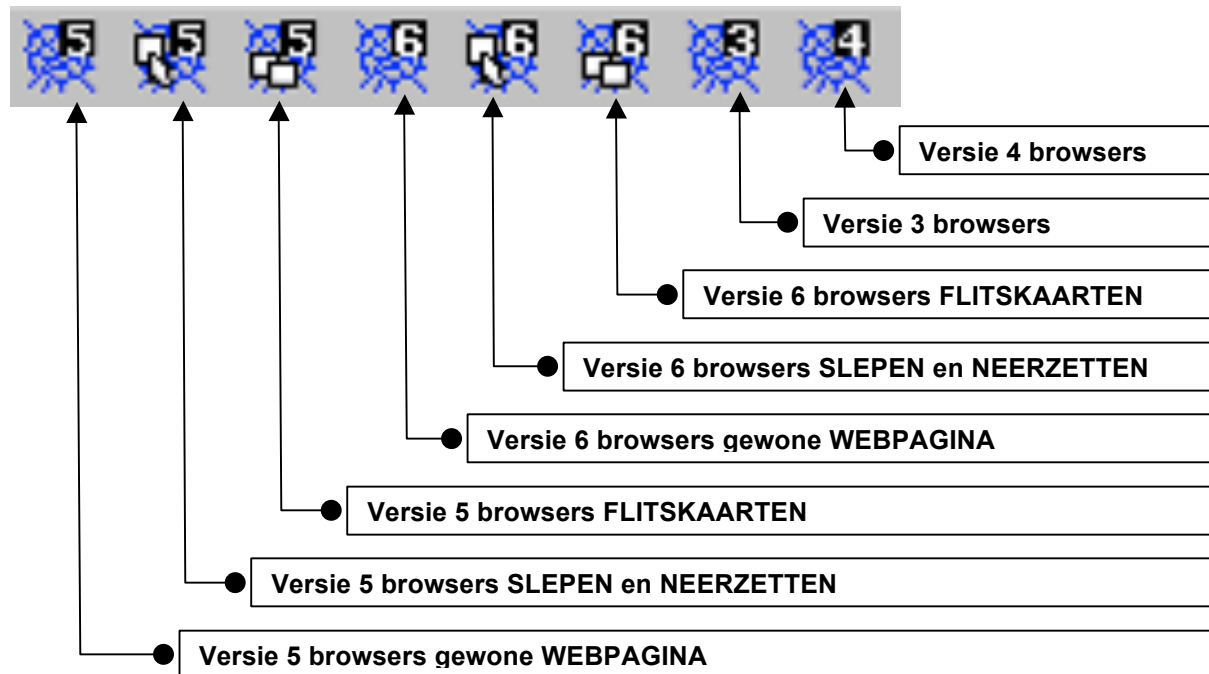 5 5 5 6 6 6 3 4
Versie 4 browsers
Versie 3 browsers
Versie 6 browsers FLITSKAARTEN
Versie 6 browsers SLEPEN en NEERZETTEN
Versie 6 browsers gewone WEBPAGINA
Versie 5 browsers FLITSKAARTEN
Versie 5 browsers SLEPEN en NEERZETTEN
Versie 5 browsers gewone WEBPAGINA